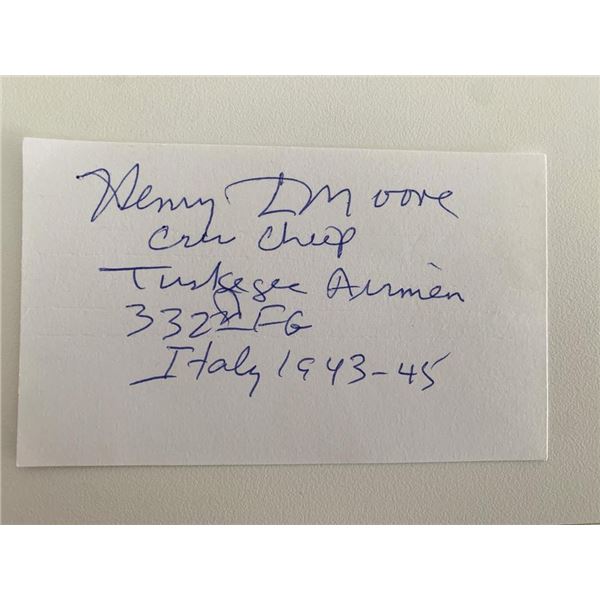 Henry L Moore
Crew Chief
Tuskegee Airmen
332nd FG
Italy 1943-45